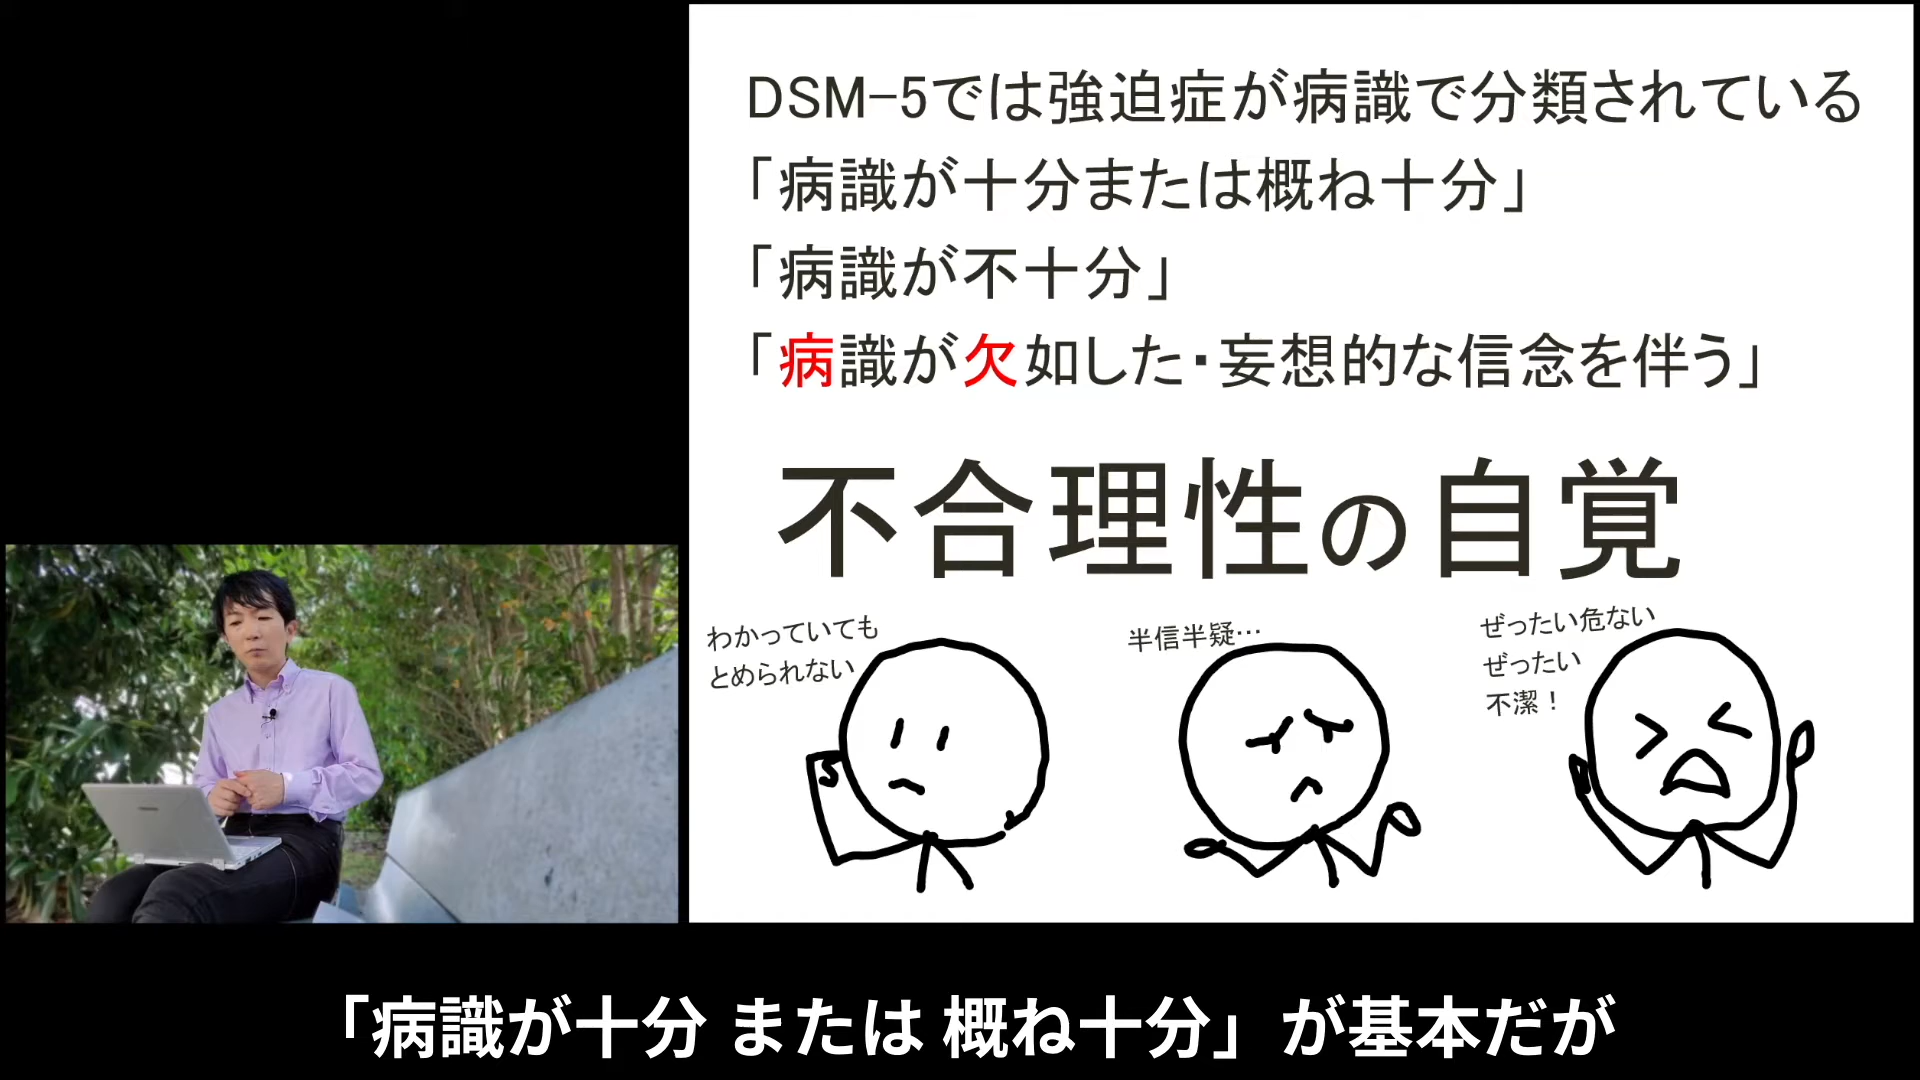 DSM-5では強迫症が病識で分類されている
「病識が十分または概ね十分」
「病識が不十分」
「病識が欠如した・妄想的な信念を伴う」
不合理性の自覚
わかっていても
とめられない
半信半疑…
ぜったい危ない
ぜったい
不潔！
「病識が十分 または 概ね十分」が基本だが